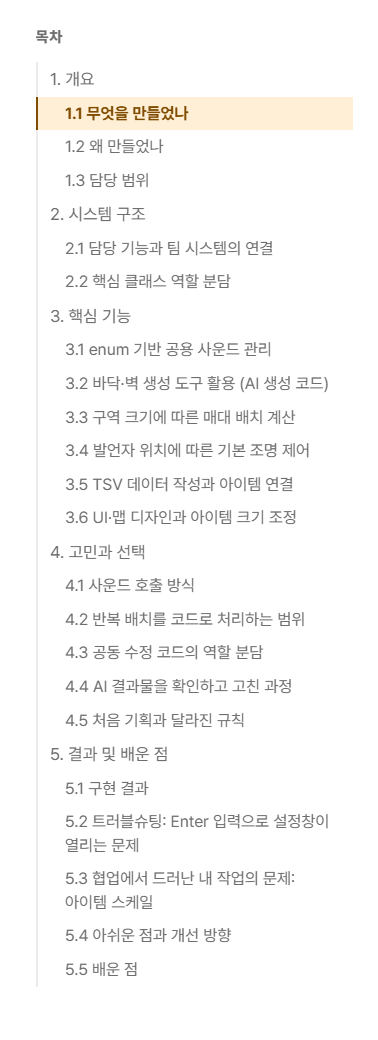 목차
1. 개요
1.1 무엇을 만들었나
1.2 왜 만들었나
1.3 담당 범위
2. 시스템 구조
2.1 담당 기능과 팀 시스템의 연결
2.2 핵심 클래스 역할 분담
3. 핵심 기능
3.1 enum 기반 공용 사운드 관리
3.2 바닥·벽 생성 도구 활용 (AI 생성 코드)
3.3 구역 크기에 따른 매대 배치 계산
3.4 발언자 위치에 따른 기본 조명 제어
3.5 TSV 데이터 작성과 아이템 연결
3.6 UI·맵 디자인과 아이템 크기 조정
4. 고민과 선택
4.1 사운드 호출 방식
4.2 반복 배치를 코드로 처리하는 범위
4.3 공동 수정 코드의 역할 분담
4.4 AI 결과물을 확인하고 고친 과정
4.5 처음 기획과 달라진 규칙
5. 결과 및 배운 점
5.1 구현 결과
5.2 트러블슈팅: Enter 입력으로 설정창이
열리는 문제
5.3 협업에서 드러난 내 작업의 문제:
아이템 스케일
5.4 아쉬운 점과 개선 방향
5.5 배운 점